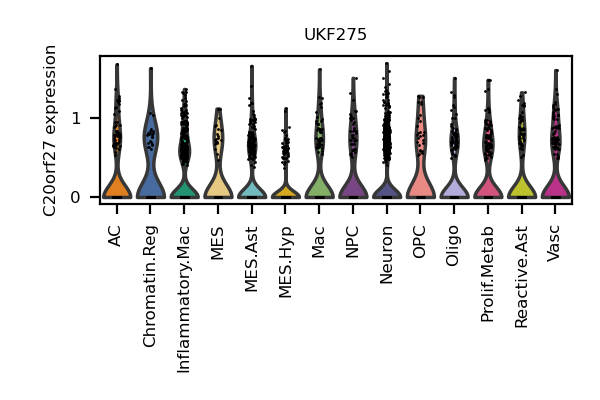 UKF275
C20orf27 expression
1
0
AC
Chromatin.Reg
Inflammatory.Mac
MES
MES.Ast
MES.Hyp
Mac
NPC
Neuron
OPC
Oligo
Prolif.Metab
Reactive.Ast
Vasc